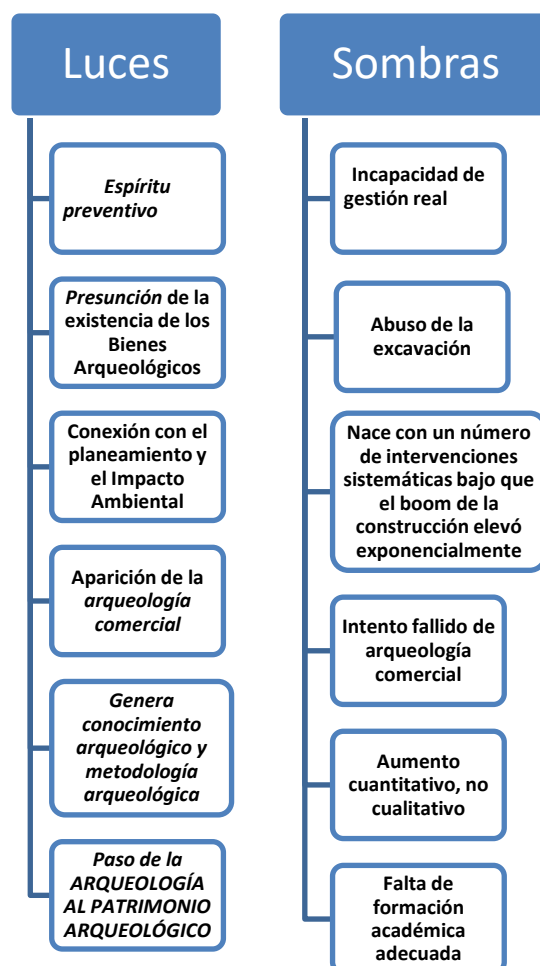 Luces
Espíritu
preventivo
Presunción de la
existencia de los
Bienes
Arqueológicos
Conexión con el
planeamiento y
el Impacto
Ambiental
Aparición de la
arqueología
comercial
Genera
conocimiento
arqueológico y
metodología
arqueológica
Paso de la
ARQUEOLOGÍA
AL PATRIMONIO
ARQUEOLÓGICO
Sombras
Incapacidad de
gestión real
Abuso de la
excavación
Nace con un número
de intervenciones
sistemáticas bajo que
el boom de la
construcción elevó
exponencialmente
Intento fallido de
arqueología
comercial
Aumento
cuantitativo, no
cualitativo
Falta de
formación
académica
adecuada